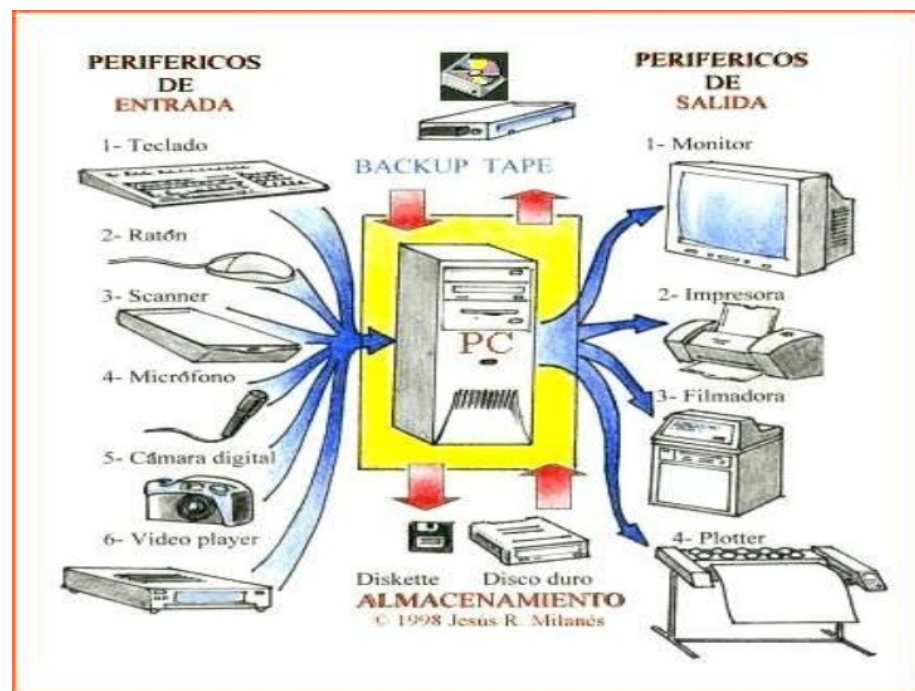 PERIFERICOS
DE
ENTRADA
1- Teclado
2- Ratón
3- Scanner
4- Micrófono
5- Cámara digital
6- Video player
BACKUP TAPE
PC
Diskette Disco duro
ALMACENAMIENTO
© 1998 Jesús R. Milanés
PERIFERICOS
DE
SALIDA
1- Monitor
2- Impresora
3- Filmadora
4- Plotter